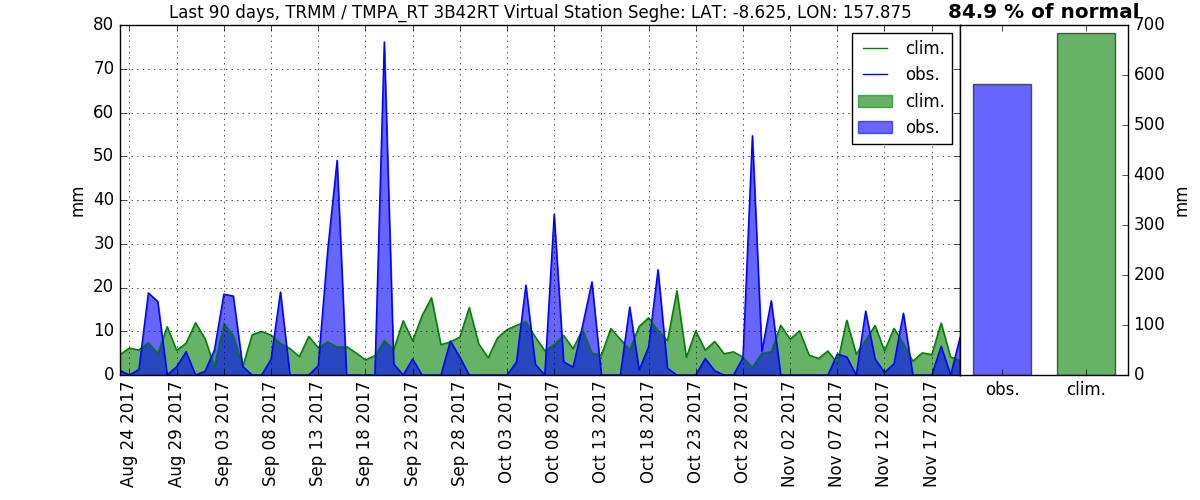 Last 90 days, TRMM / TMPA_RT 3B42RT Virtual Station Seghe: LAT: -8.625, LON: 157.875
84.9 % of normal
80
70
60
50
40
30
20
10
0
mm
clim.
obs.
clim.
obs.
700
600
500
400
300
200
100
0
mm
obs.
clim.
Aug 24 2017
Aug 29 2017
Sep 03 2017
Sep 08 2017
Sep 13 2017
Sep 18 2017
Sep 23 2017
Sep 28 2017
Oct 03 2017
Oct 08 2017
Oct 13 2017
Oct 18 2017
Oct 23 2017
Oct 28 2017
Nov 02 2017
Nov 07 2017
Nov 12 2017
Nov 17 2017